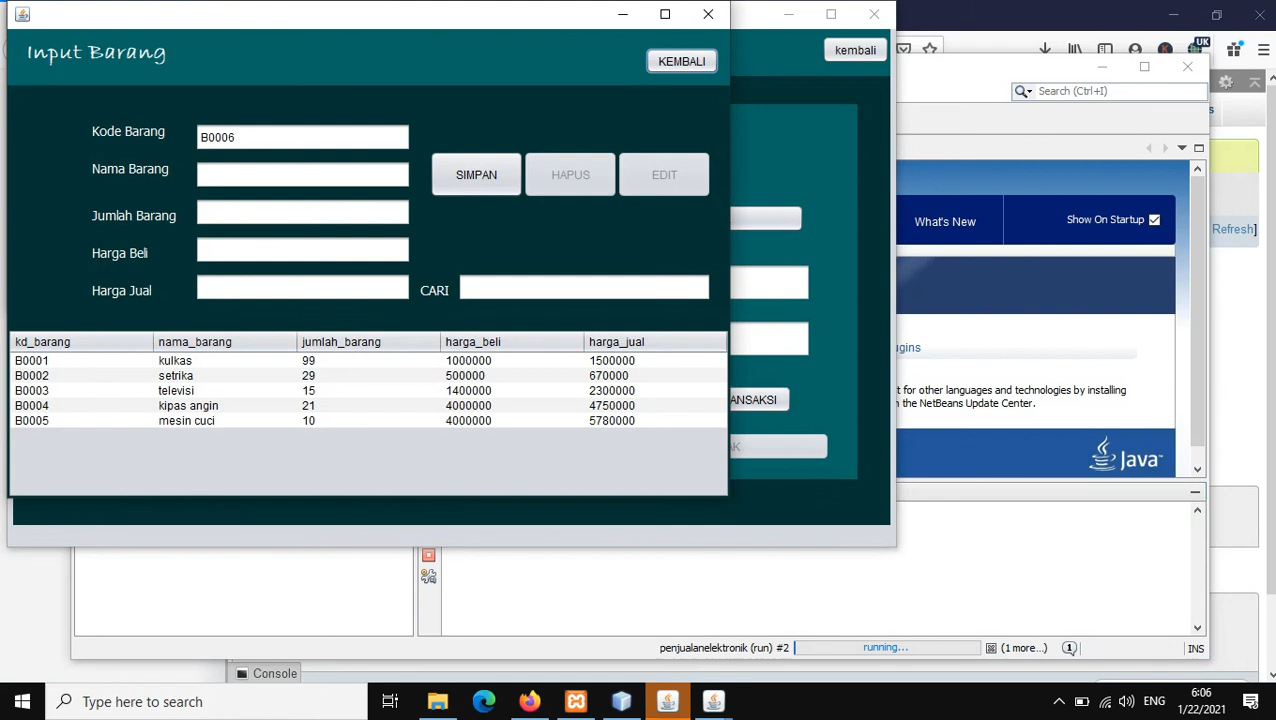 Input Barang
KEMBALI
kembali
Kode Barang
B0006
Nama Barang
Jumlah Barang
Harga Beli
Harga Jual
SIMPAN
HAPUS
EDIT
CARI
kd_barang nama_barang jumlah_barang harga_beli harga_jual
B0001 kulkas 99 1000000 1500000
B0002 setrika 29 500000 670000
B0003 televisi 15 1400000 2300000
B0004 kipas angin 21 4000000 4750000
B0005 mesin cuci 10 4000000 5780000
UK
Search (Ctrl+I)
What's New
Show On Startup
Refresh]
t for other languages and technologies by installing
the NetBeans Update Center.
Java
penjualanelektronik (run) #2
running...
(1 more...)
1
INS
Console
Type here to search
ENG
6:06
1/22/2021